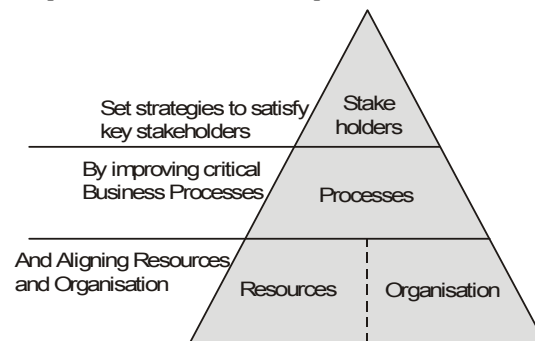 Set strategies to satisfy
key stakeholders
Stake
holders
By improving critical
Business Processes
Processes
And Aligning Resources
and Organisation
Resources
Organisation